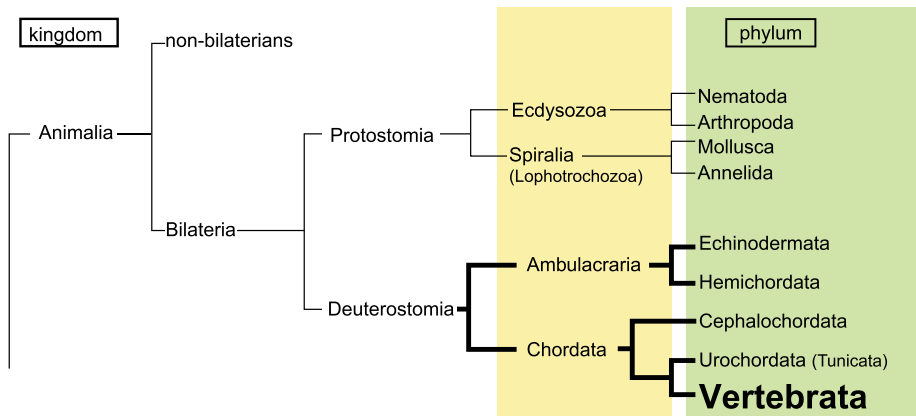 kingdom
phylum
non-bilaterians
Animalia
Bilateria
Protostomia
Deuterostomia
Ecdysozoa
Spiralia
(Lophotrochozoa)
Ambulacraria
Chordata
Nematoda
Arthropoda
Mollusca
Annelida
Echinodermata
Hemichordata
Cephalochordata
Urochordata (Tunicata)
Vertebrata